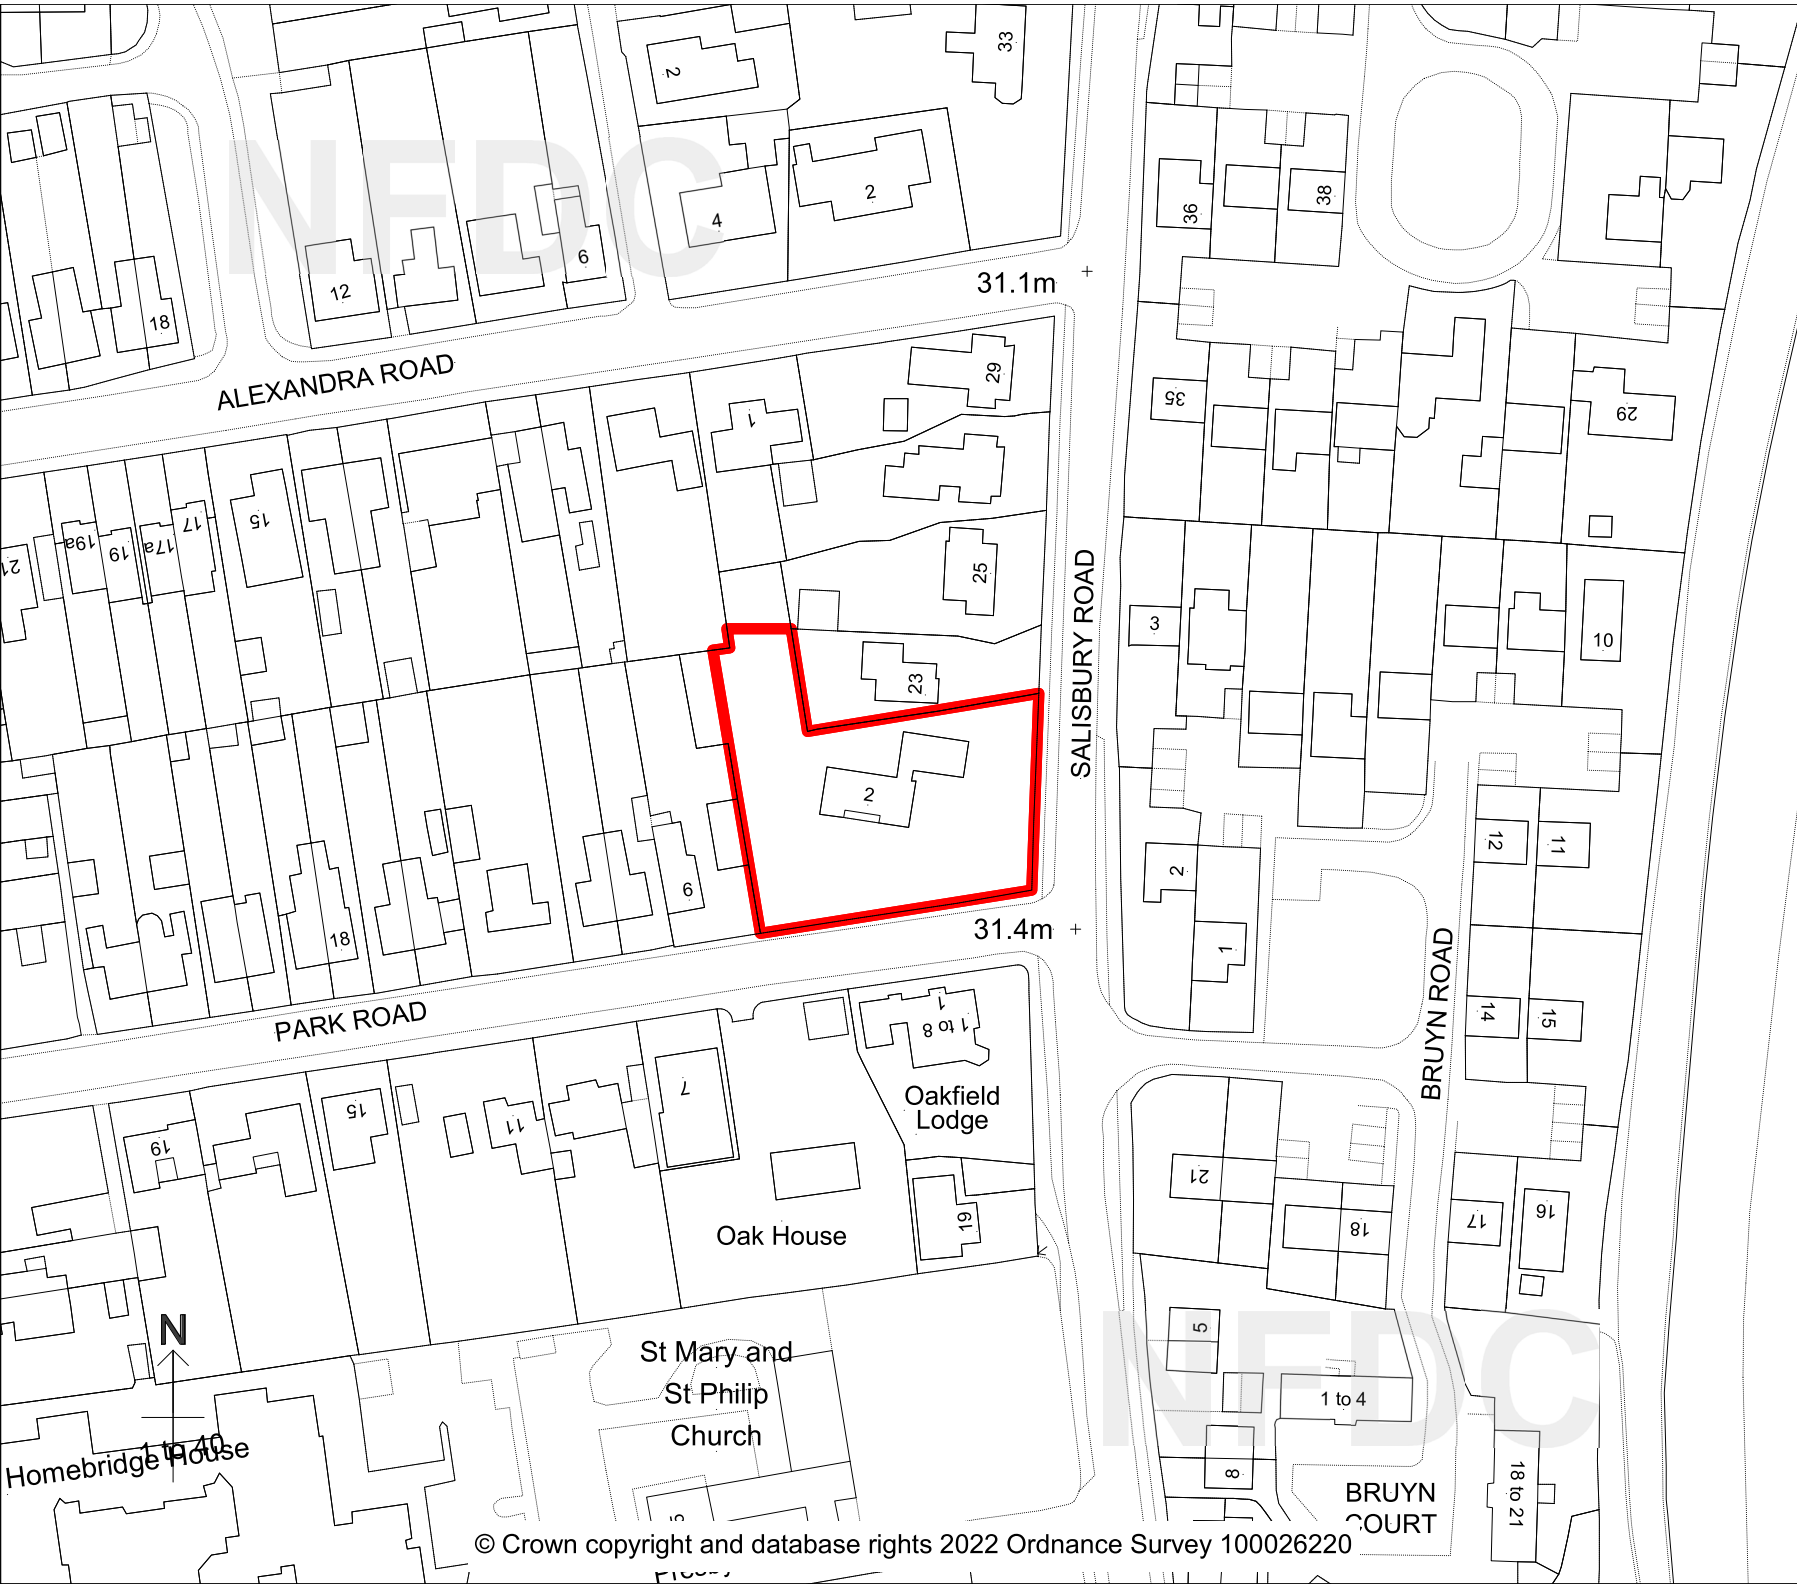 33
2
NFDC
36
38
4
2
6
12
18
31.1m
ALEXANDRA ROAD
29
35
29
1
15
17
17a
19
19a
21
25
SALISBURY ROAD
3
10
23
2
12
11
2
6
18
31.4m
1
BRUYN ROAD
14
15
PARK ROAD
1
1 to 8
7
15
11
19
Oakfield
Lodge
21
18
17
16
19
Oak House
N
5
St Mary and
St Philip
Church
NFDC
1 to 4
1 to 40
Homebridge House
8
18 to 21
BRUYN
COURT
© Crown copyright and database rights 2022 Ordnance Survey 100026220